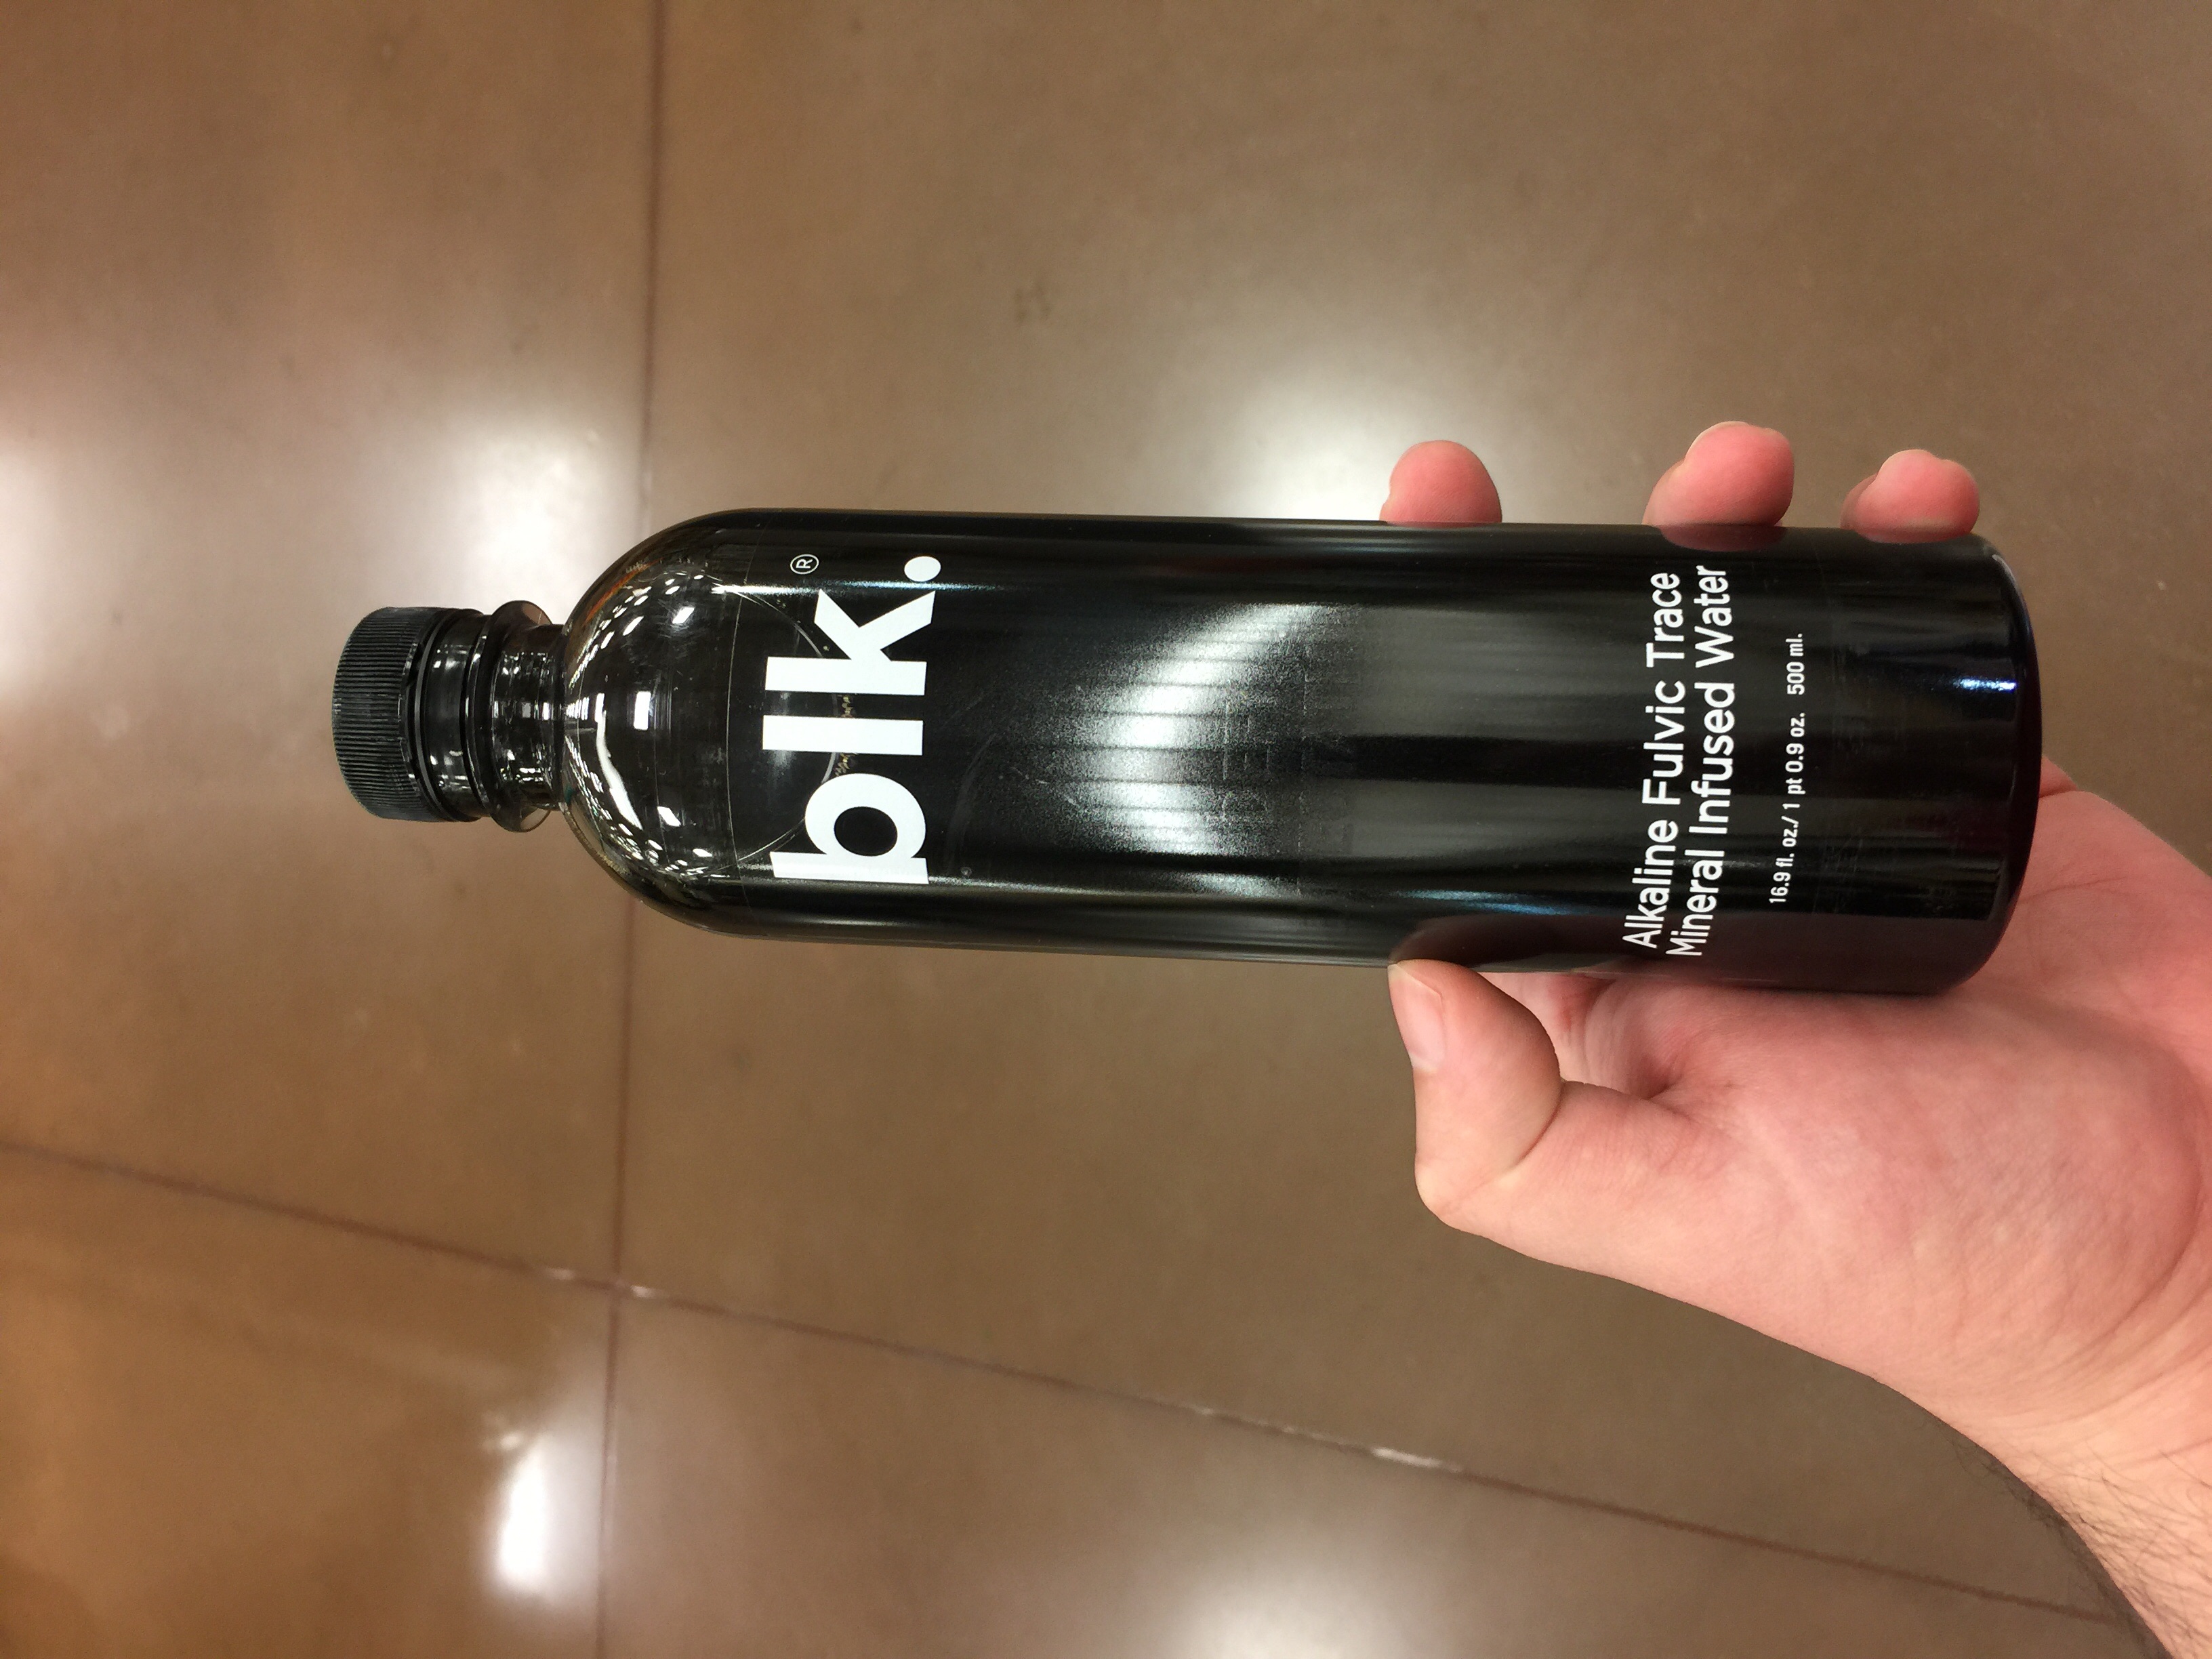 blk.®
Alkaline Fulvic Trace
Mineral Infused Water
16.9 fl. oz./ 1 pt 0.9 oz. 500 ml.